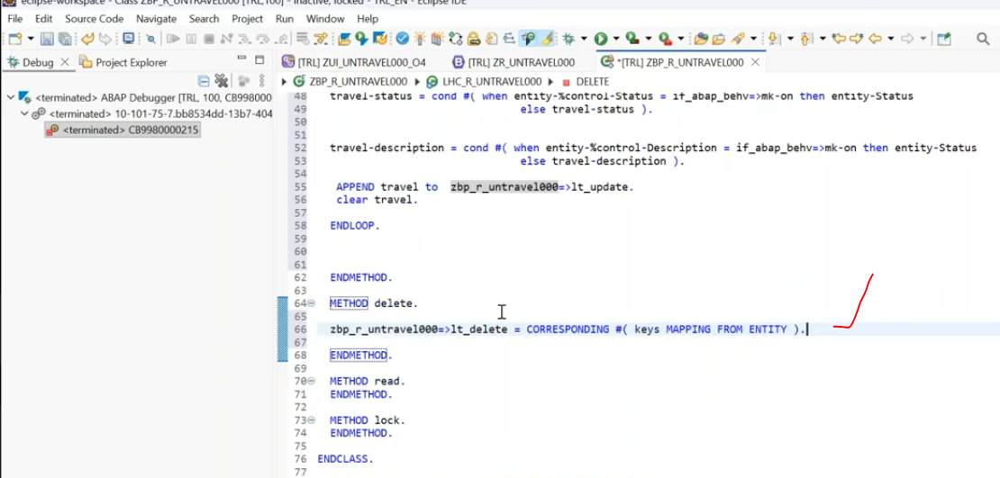 eclipse-workspace - Class ZBP_R_UNTRAVEL000 [TRL,100] - inactive, locked - TRL_EN - Eclipse IDE
File Edit Source Code Navigate Search Project Run Window Help
Debug Project Explorer
[TRL] ZUI_UNTRAVEL000_O4 [TRL] ZR_UNTRAVEL000 *[TRL] ZBP_R_UNTRAVEL000
ZBP_R_UNTRAVEL000 LHC_R_UNTRAVEL000 DELETE
<terminated> ABAP Debugger [TRL, 100, CB998000
<terminated> 10-101-75-7.bb8534dd-13b7-404
<terminated> CB9980000215
48 travel-status = cond #( when entity-%control-Status = if_abap_behv=>mk-on then entity-Status
49 else travel-status ).
50
51
52 travel-description = cond #( when entity-%control-Description = if_abap_behv=>mk-on then entity-Status
53 else travel-description ).
54
55 APPEND travel to zbp_r_untravel000=>lt_update.
56 clear travel.
57
58 ENDLOOP.
59
60
61
62 ENDMETHOD.
63
64 METHOD delete.
65
66 zbp_r_untravel000=>lt_delete = CORRESPONDING #( keys MAPPING FROM ENTITY ).
67
68 ENDMETHOD.
69
70 METHOD read.
71 ENDMETHOD.
72
73 METHOD lock.
74 ENDMETHOD.
75
76 ENDCLASS.
77